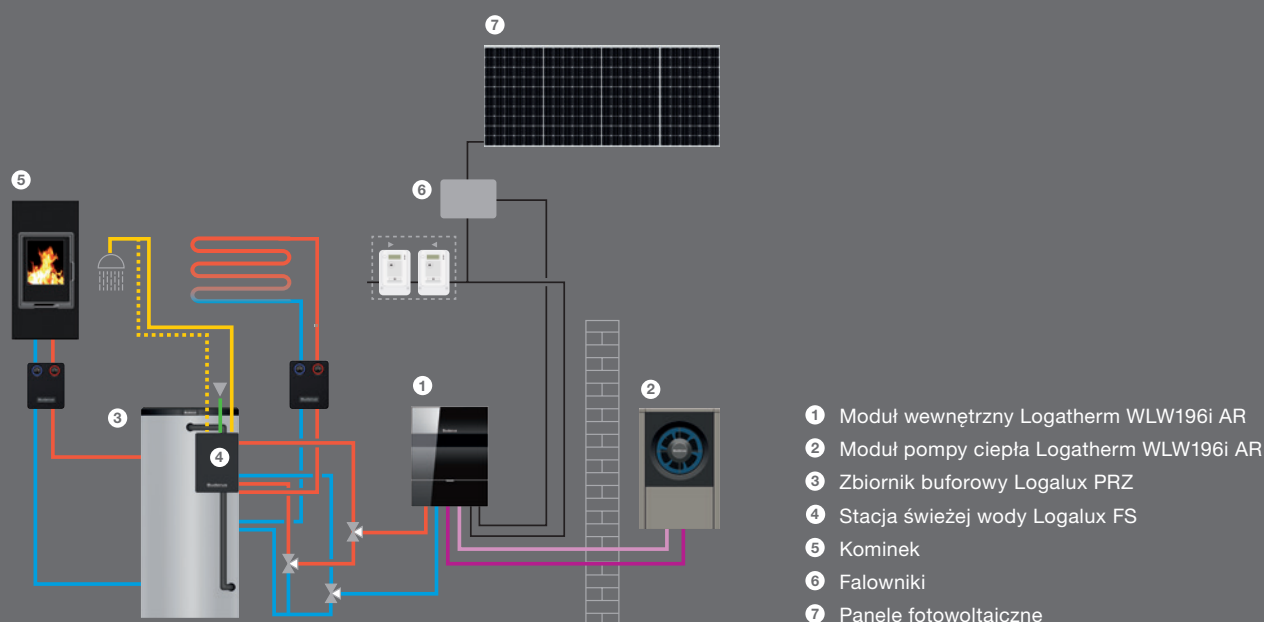 7
5
6
1
2
3
4
Buderus
1 Moduł wewnętrzny Logatherm WLW196i AR
2 Moduł pompy ciepła Logatherm WLW196i AR
3 Zbiornik buforowy Logalux PRZ
4 Stacja świeżej wody Logalux FS
5 Kominek
6 Falowniki
7 Panele fotowoltaiczne